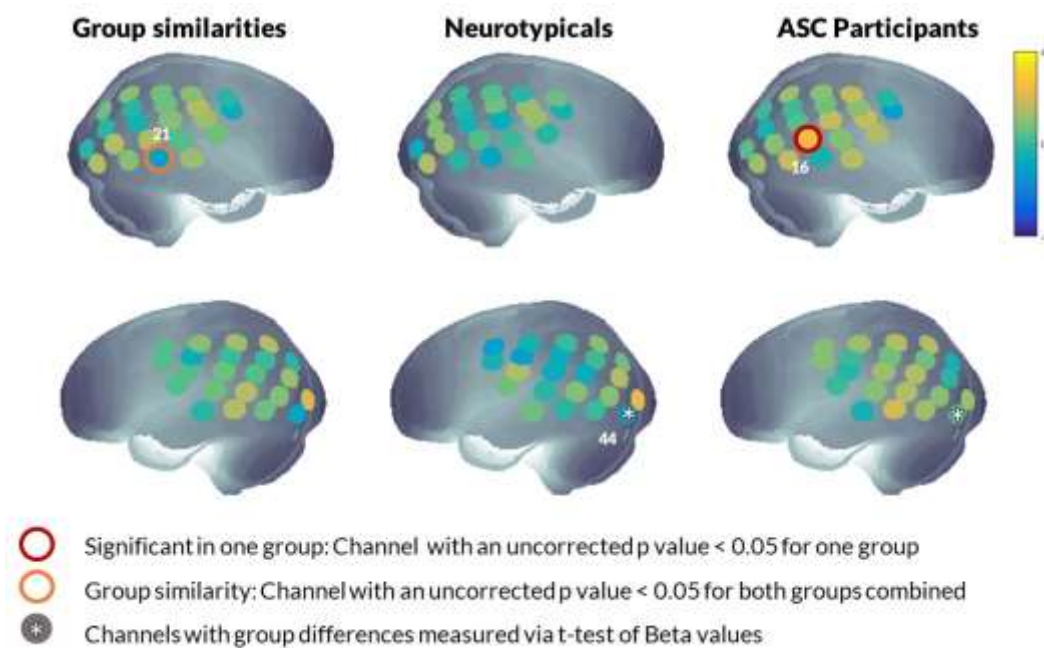 Group similarities
Neurotypicals
ASC Participants
21
16
44
*
*
Significant in one group: Channel with an uncorrected p value < 0.05 for one group
Group similarity: Channel with an uncorrected p value < 0.05 for both groups combined
* Channels with group differences measured via t-test of Beta values